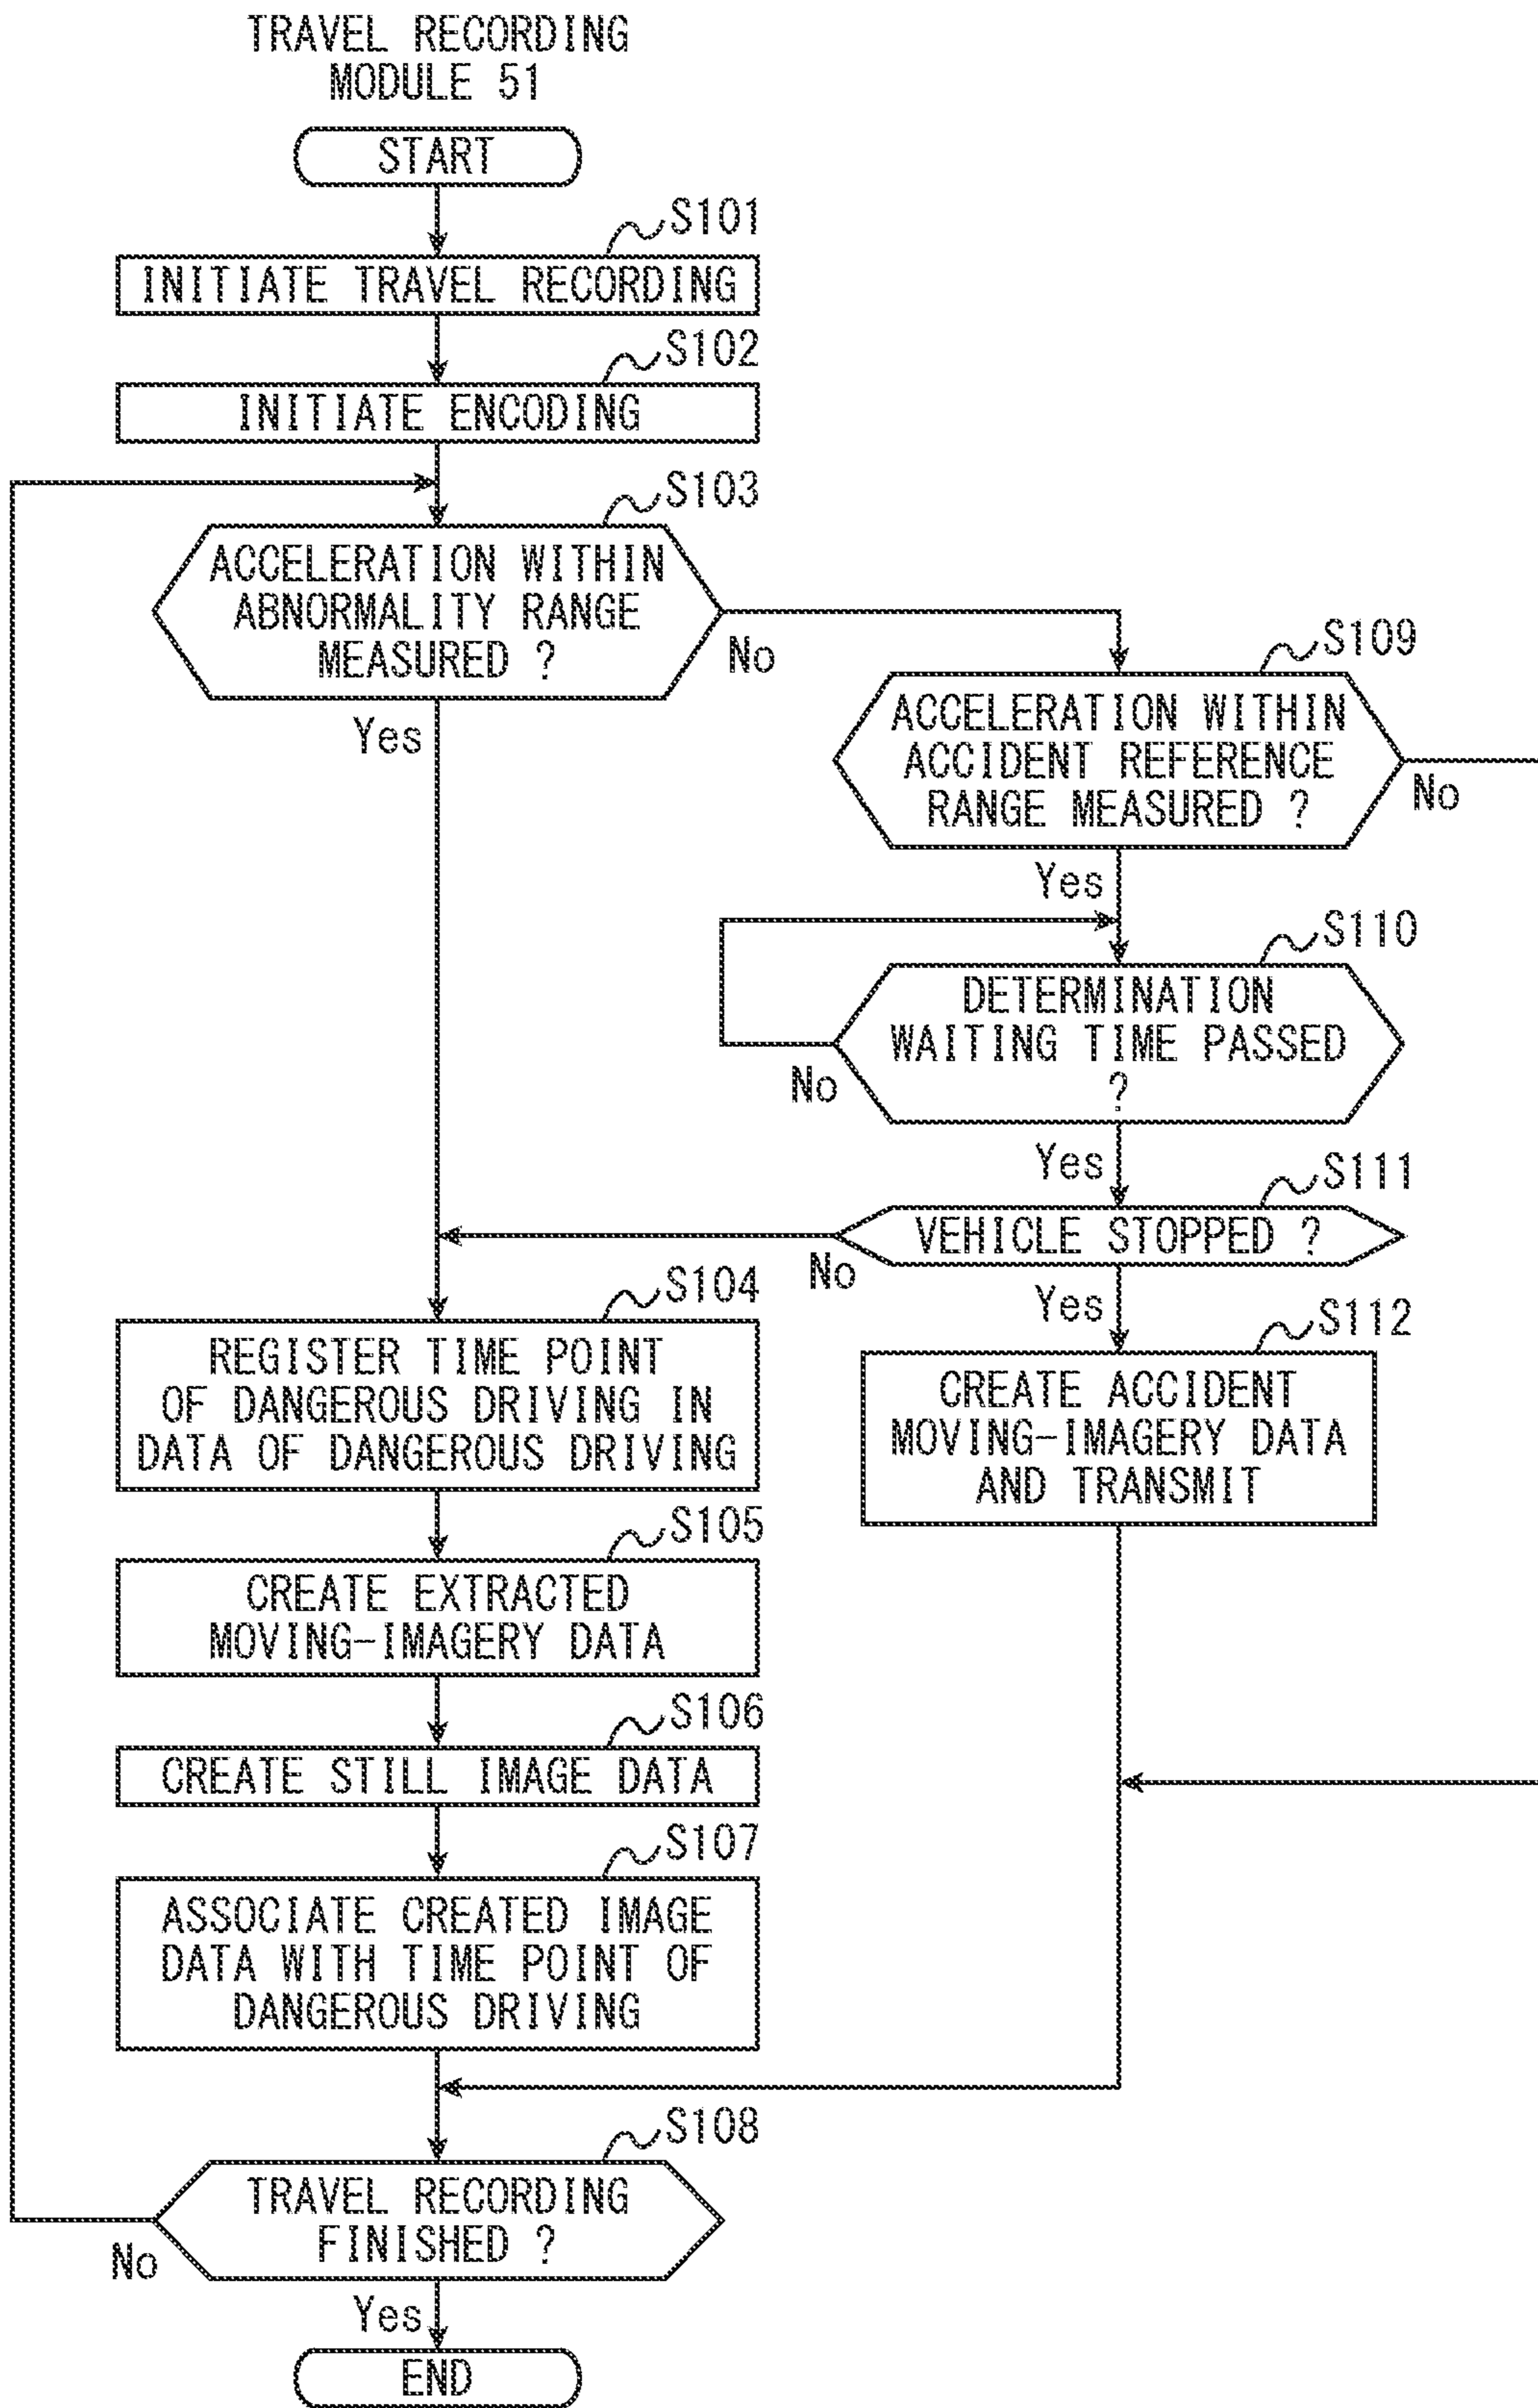 TRAVEL RECORDING
MODULE 51
START
S101
INITIATE TRAVEL RECORDING
S102
INITIATE ENCODING
S103
ACCELERATION WITHIN
ABNORMALITY RANGE
MEASURED ?
No
Yes
S109
ACCELERATION WITHIN
ACCIDENT REFERENCE
RANGE MEASURED ?
No
Yes
S110
DETERMINATION
WAITING TIME PASSED
?
No
Yes
S111
VEHICLE STOPPED ?
No
Yes
S104
REGISTER TIME POINT
OF DANGEROUS DRIVING IN
DATA OF DANGEROUS DRIVING
S112
CREATE ACCIDENT
MOVING-IMAGERY DATA
AND TRANSMIT
S105
CREATE EXTRACTED
MOVING-IMAGERY DATA
S106
CREATE STILL IMAGE DATA
S107
ASSOCIATE CREATED IMAGE
DATA WITH TIME POINT OF
DANGEROUS DRIVING
S108
TRAVEL RECORDING
FINISHED ?
No
Yes
END